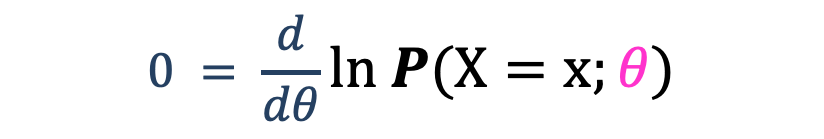 0 = d/dθ ln P(X = x; θ)